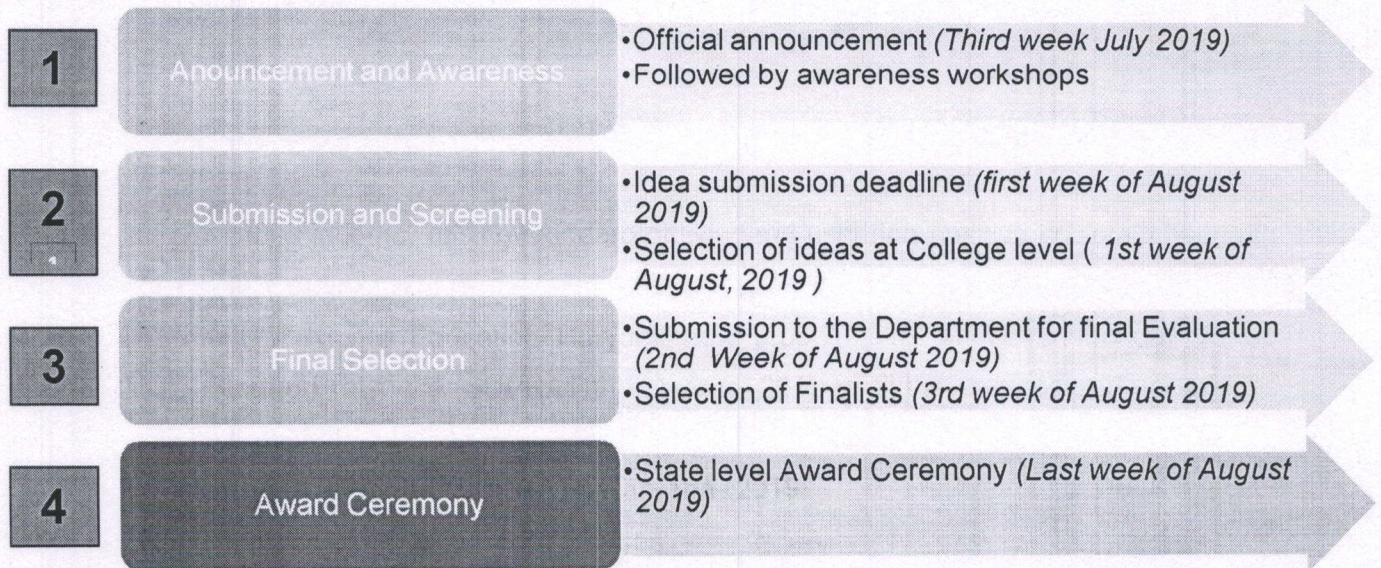 1
Anouncement and Awareness
•Official announcement (Third week July 2019)
•Followed by awareness workshops
2
1
Submission and Screening
•Idea submission deadline (first week of August
2019)
•Selection of ideas at College level ( 1st week of
August, 2019 )
3
Final Selection
•Submission to the Department for final Evaluation
(2nd Week of August 2019)
•Selection of Finalists (3rd week of August 2019)
4
Award Ceremony
•State level Award Ceremony (Last week of August
2019)